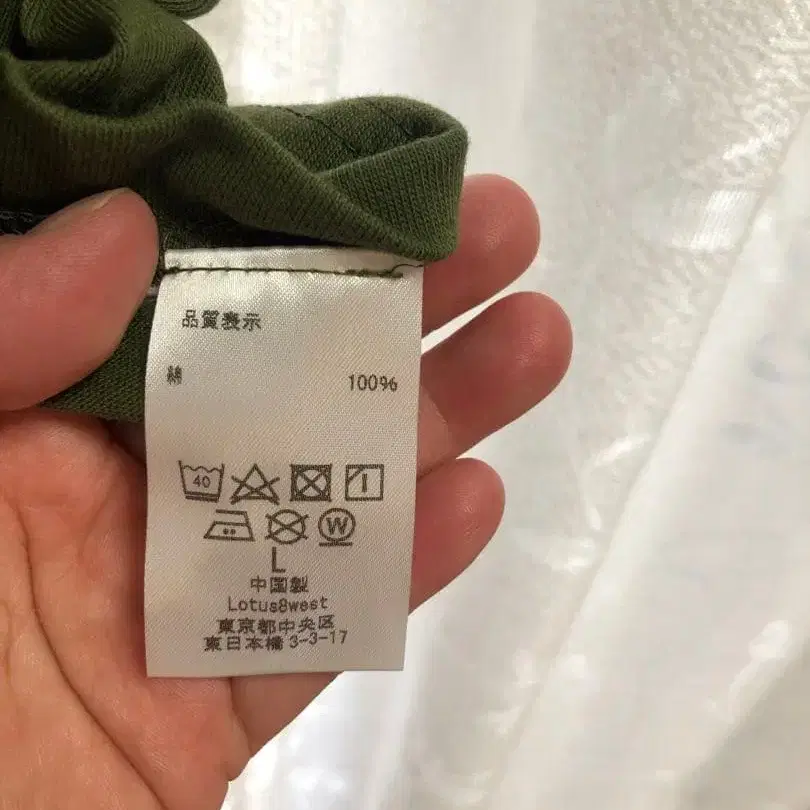 品質表示
綿 100%
40
W
L
中国製
Lotus8west
東京都中央区
東日本橋 3-3-17